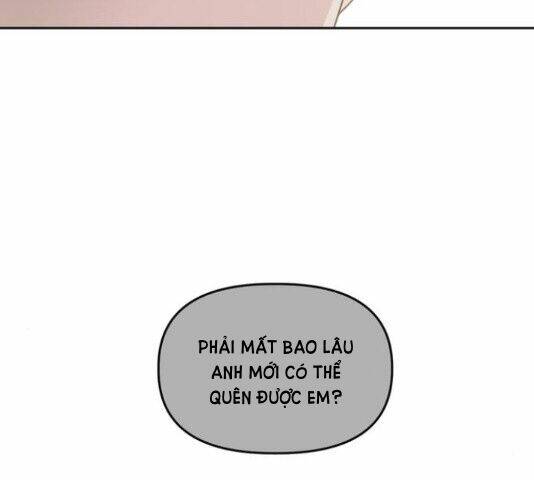 PHẢI MẤT BAO LÂU
ANH MỚI CÓ THỂ
QUÊN ĐƯỢC EM?